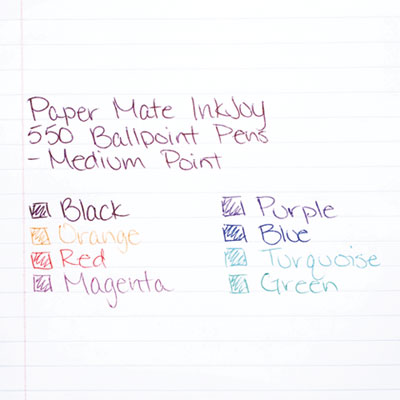 Paper Mate InkJoy
550 Ballpoint Pens
- Medium Point
Black
Orange
Red
Magenta
Purple
Blue
Turquoise
Green